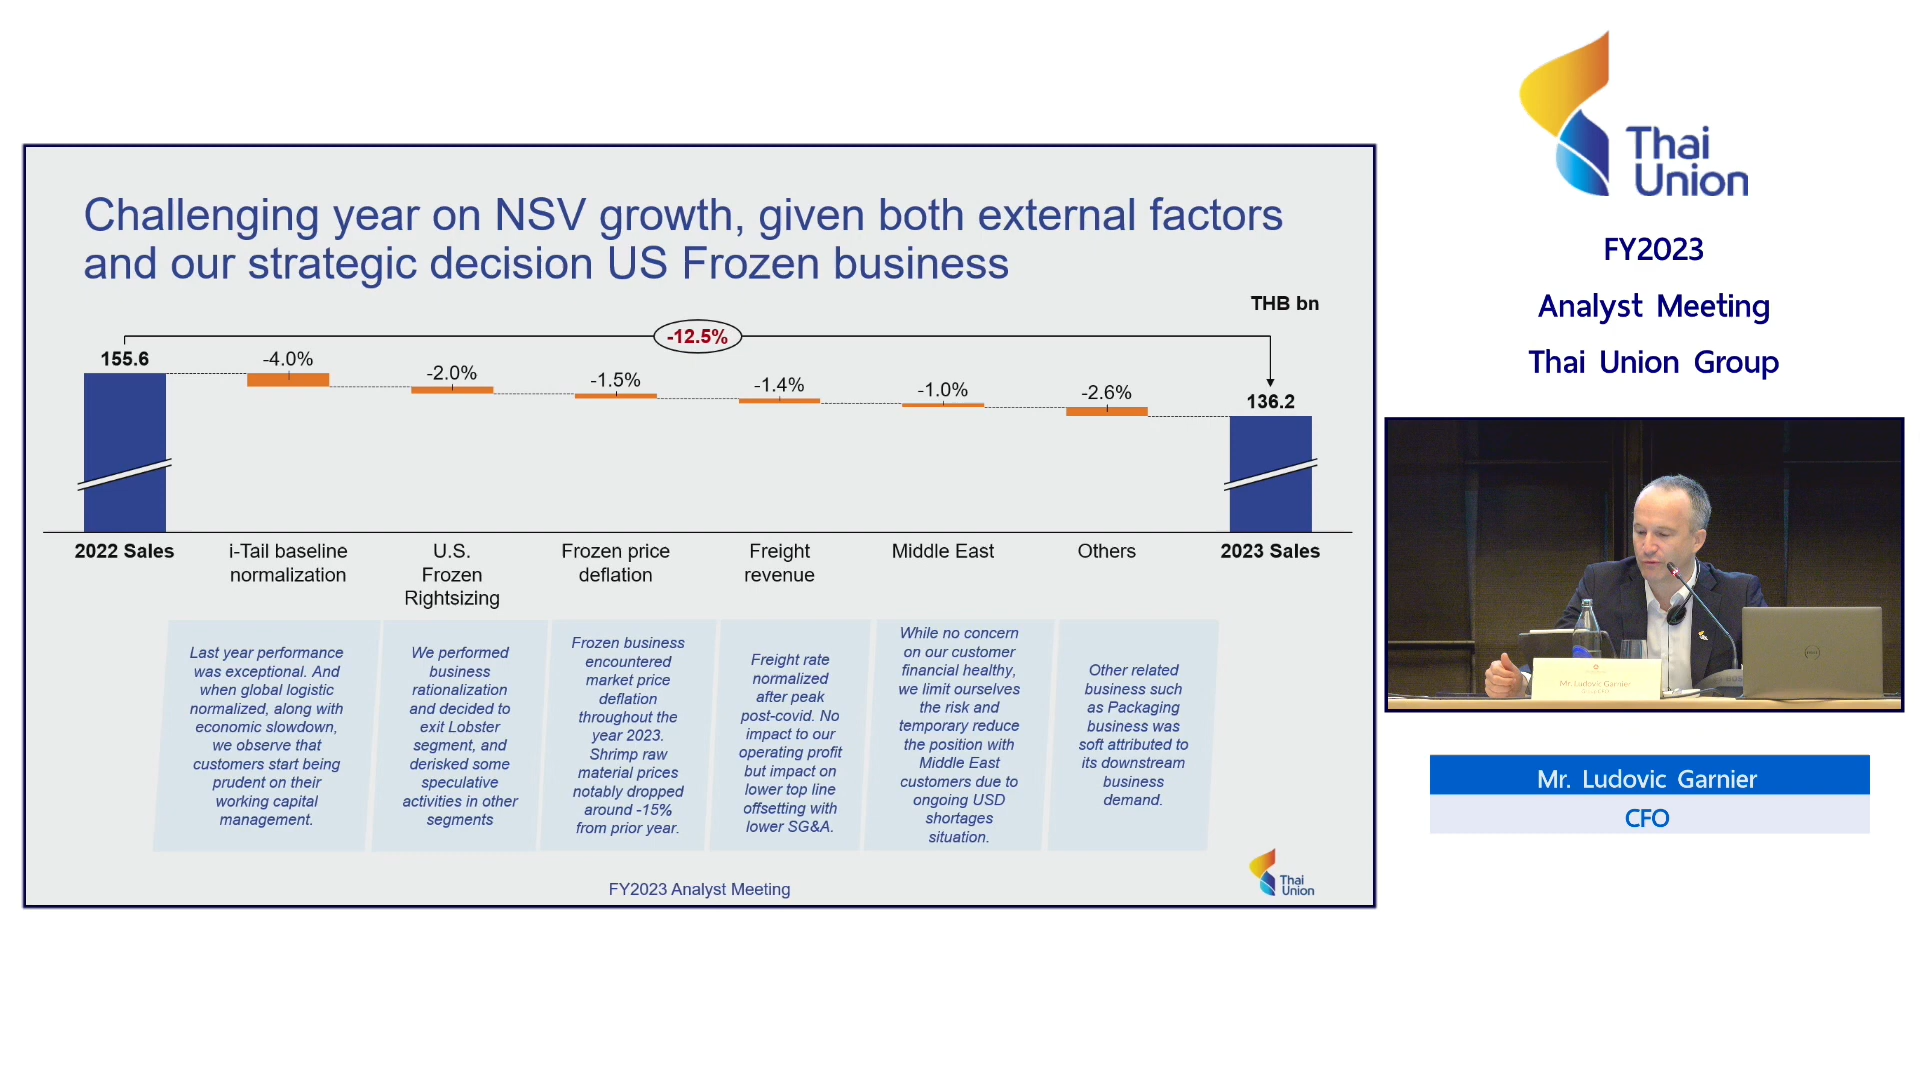 Challenging year on NSV growth, given both external factors
and our strategic decision US Frozen business
THB bn
-12.5%
155.6
-4.0%
-2.0%
-1.5%
-1.4%
-1.0%
-2.6%
136.2
2022 Sales
i-Tail baseline
normalization
U.S.
Frozen
Rightsizing
Frozen price
deflation
Freight
revenue
Middle East
Others
2023 Sales
Last year performance
was exceptional. And
when global logistic
normalized, along with
economic slowdown,
we observe that
customers start being
prudent on their
working capital
management.
We performed
business
rationalization
and decided to
exit Lobster
segment, and
derisked some
speculative
activities in other
segments
Frozen business
encountered
market price
deflation
throughout the
year 2023.
Shrimp raw
material prices
notably dropped
around -15%
from prior year.
Freight rate
normalized
after peak
post-covid. No
impact to our
operating profit
but impact on
lower top line
offsetting with
lower SG&A.
While no concern
on our customer
financial healthy,
we limit ourselves
the risk and
temporary reduce
the position with
Middle East
customers due to
ongoing USD
shortages
situation.
Other related
business such
as Packaging
business was
soft attributed to
its downstream
business
demand.
FY2023 Analyst Meeting
Thai
Union
Thai
Union
FY2023
Analyst Meeting
Thai Union Group
Mr. Ludovic Garnier
Mr. Ludovic Garnier
CFO